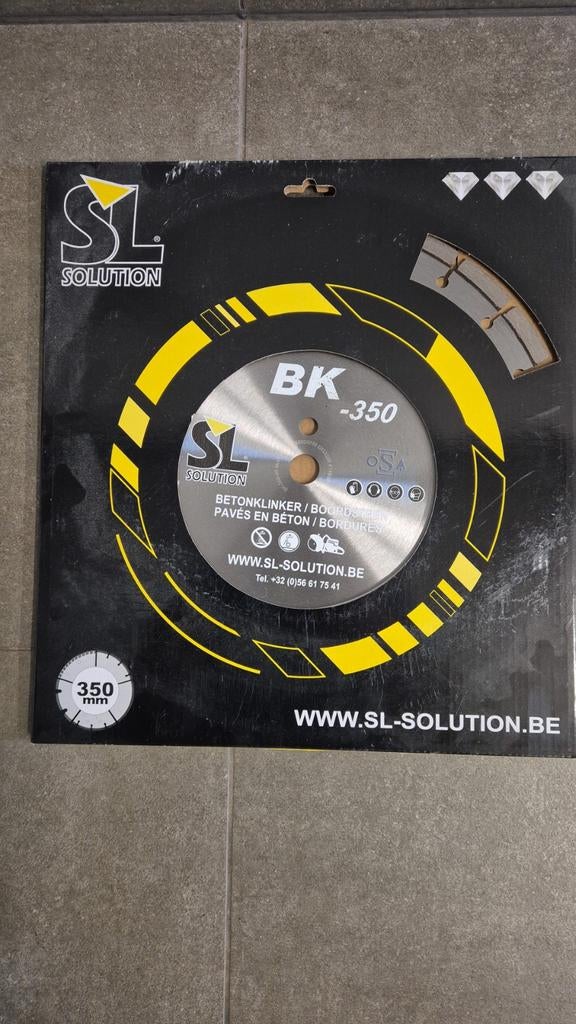 SL®
SOLUTION
BK
-350
SL
SOLUTION
OSA
BETONKLINKER /
PAVÉS EN BÉTON / BORDURES
WWW.SL-SOLUTION.BE
Tel. +32 (0)56 61 75 41
350
mm
WWW.SL-SOLUTION.BE